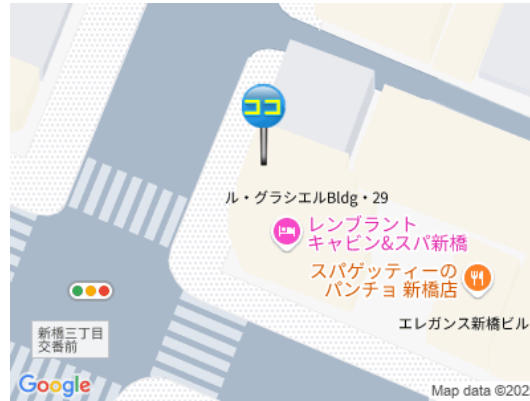 ココ
ル・グラシエルBldg・29
レンブラント
キャビン&スパ新橋
スパゲッティーの
パンチョ 新橋店
エレガンス新橋ビル
新橋三丁目
交番前
Google
Map data ©202